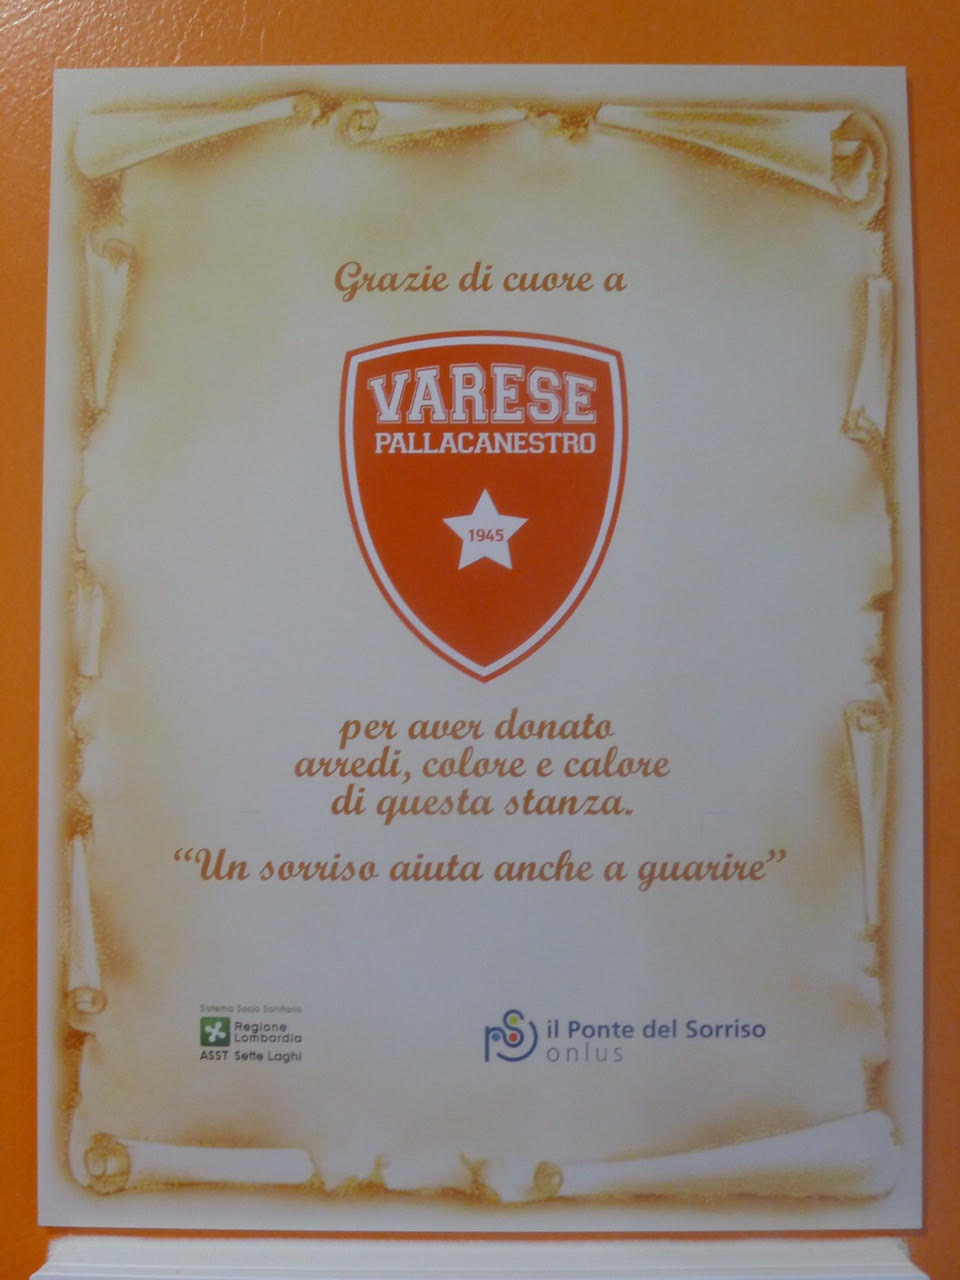 Grazie di cuore a
VARESE
PALLACANESTRO
1945
per aver donato
arredi, colore e calore
di questa stanza.
“Un sorriso aiuta anche a guarire”
Sistema Socio Sanitario
Regione
Lombardia
ASST Sette Laghi
il Ponte del Sorriso
onlus